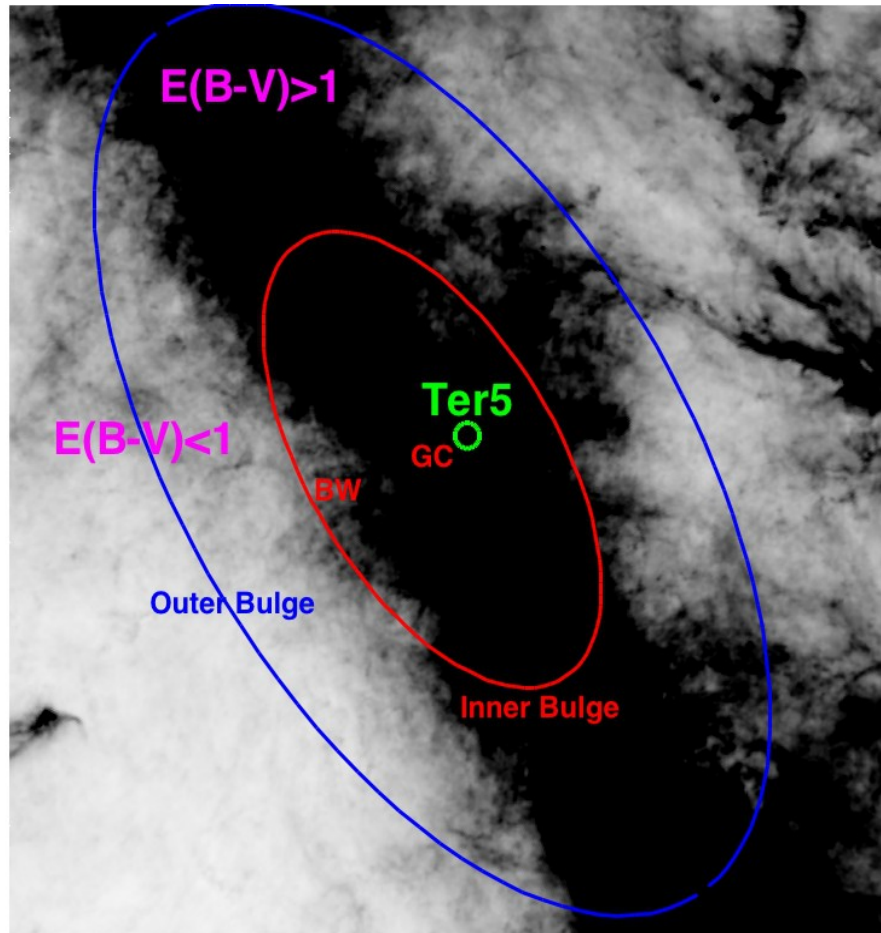 E(B-V)>1
Ter5
GC
E(B-V)<1
BW
Outer Bulge
Inner Bulge